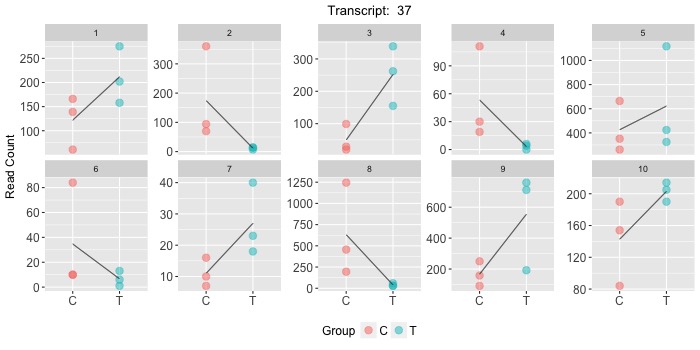 Transcript: 37
1 2 3 4 5
250 200 150 100
300 200 100 0
300 200 100
90 60 30 0
1000 800 600 400
Read Count
6 7 8 9 10
80 60 40 20 0
40 30 20 10
1250 1000 750 500 250 0
600 400 200
200 160 120 80
C T C T C T C T C T
Group C T